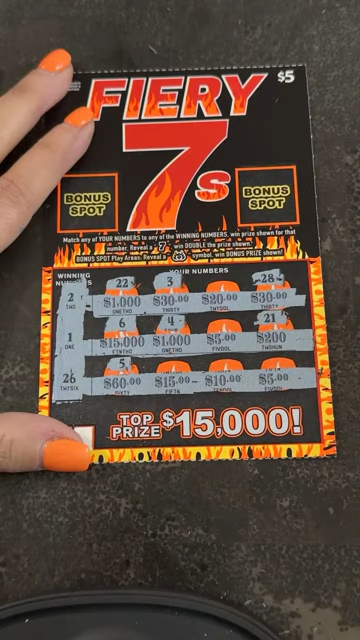 $5
FIERY
7s
BONUS SPOT
BONUS SPOT
Match any of YOUR NUMBERS to any of the WINNING NUMBERS, win prize shown for that
number. Reveal a "7", win DOUBLE the prize shown.
BONUS SPOT Play Areas: Reveal a symbol, win BONUS PRIZE shown!
WINNING NUMBERS
YOUR NUMBERS
2 22 3 28
TWO $1,000 $30.00 $20.00 $30.00
ONETHO THIRTY TWYDOL THIRTY
1 6 4 21
ONE $15,000 $1,000 $5.00 $200
FTNTHO ONETHO FIVDOL TWOHUN
26 5
TWYSIX $60.00 $15.00 $10.00 $5.00
SIXTY FIFTN
TOP PRIZE $15,000!